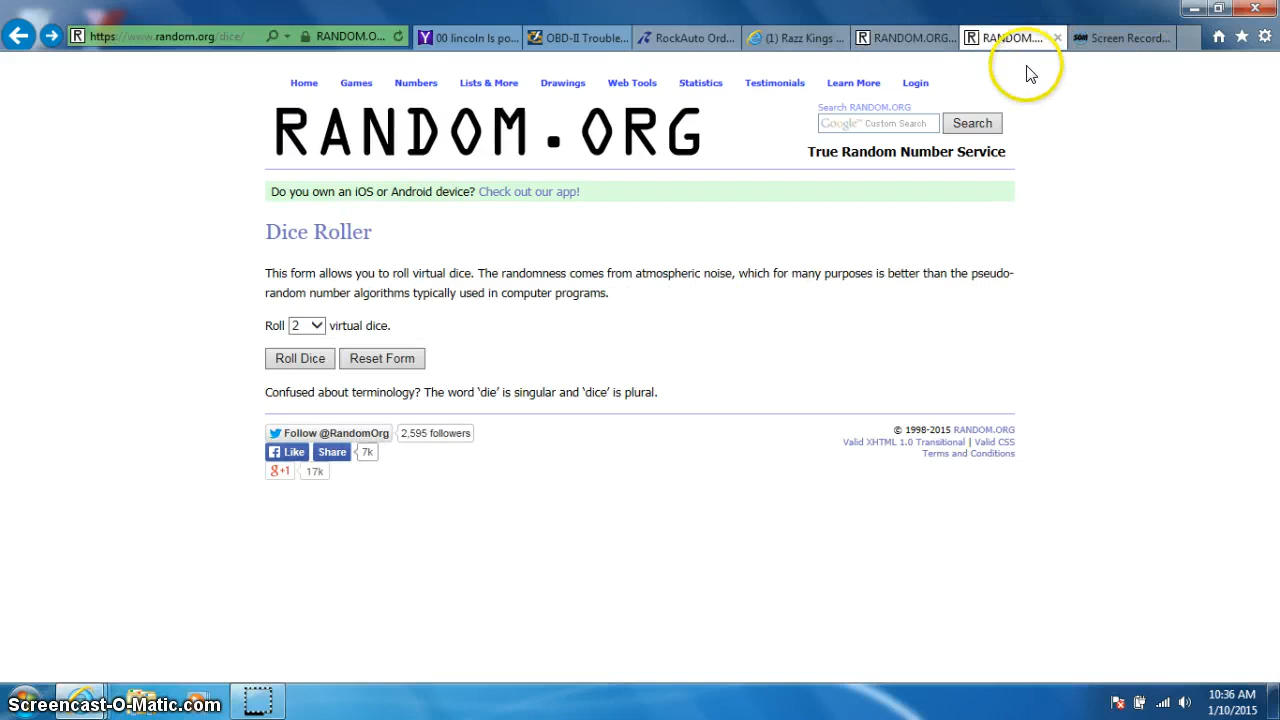 https://www.random.org/dice/
RANDOM.O...
00 lincoln ls po...
OBD-II Trouble...
RockAuto Ord...
(1) Razz Kings ...
RANDOM.ORG...
RANDOM....
Screen Record...
Home Games Numbers Lists & More Drawings Web Tools Statistics Testimonials Learn More Login
RANDOM.ORG
Search RANDOM.ORG
Google™ Custom Search
Search
True Random Number Service
Do you own an iOS or Android device? Check out our app!
Dice Roller
This form allows you to roll virtual dice. The randomness comes from atmospheric noise, which for many purposes is better than the pseudo-
random number algorithms typically used in computer programs.
Roll 2 virtual dice.
Roll Dice Reset Form
Confused about terminology? The word ‘die’ is singular and ‘dice’ is plural.
Follow @RandomOrg 2,595 followers
Like Share 7k
g+1 17k
© 1998-2015 RANDOM.ORG
Valid XHTML 1.0 Transitional | Valid CSS
Terms and Conditions
Screencast-O-Matic.com
10:36 AM
1/10/2015